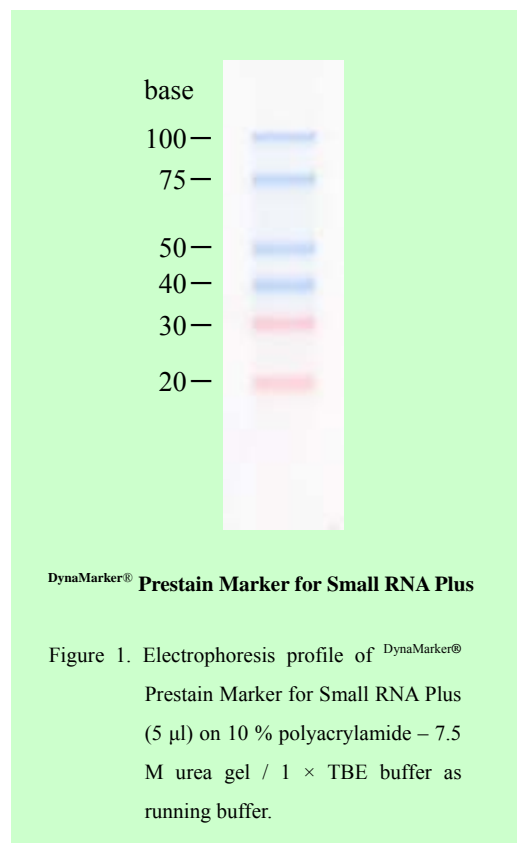 base
100
75
50
40
30
20
DynaMarker® Prestain Marker for Small RNA Plus
Figure 1. Electrophoresis profile of DynaMarker®
Prestain Marker for Small RNA Plus
(5 μl) on 10 % polyacrylamide – 7.5
M urea gel / 1 × TBE buffer as
running buffer.